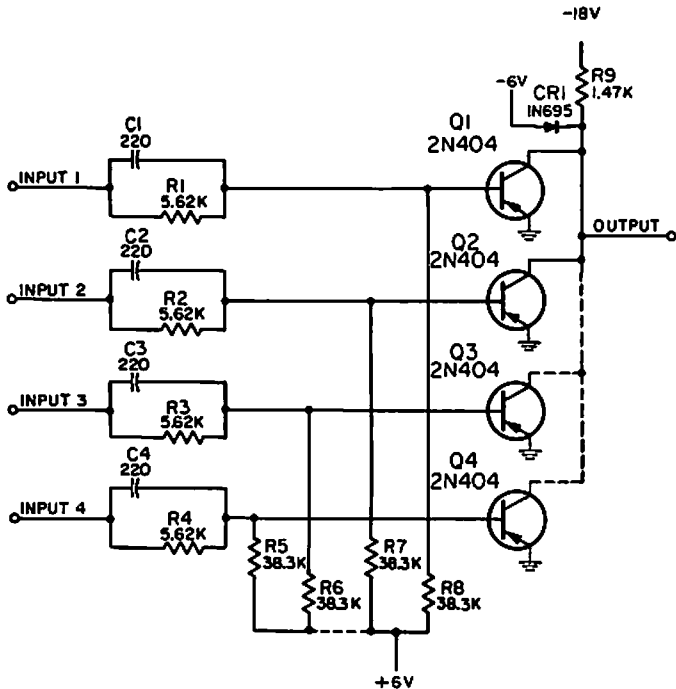 -18V
R9
1.47K
-6V
CR1
1N695
C1
220
Q1
2N404
INPUT 1
R1
5.62K
OUTPUT
C2
220
Q2
2N404
INPUT 2
R2
5.62K
C3
220
Q3
2N404
INPUT 3
R3
5.62K
C4
220
Q4
2N404
INPUT 4
R4
5.62K
R5
38.3K
R7
38.3K
R6
38.3K
R8
38.3K
+6V